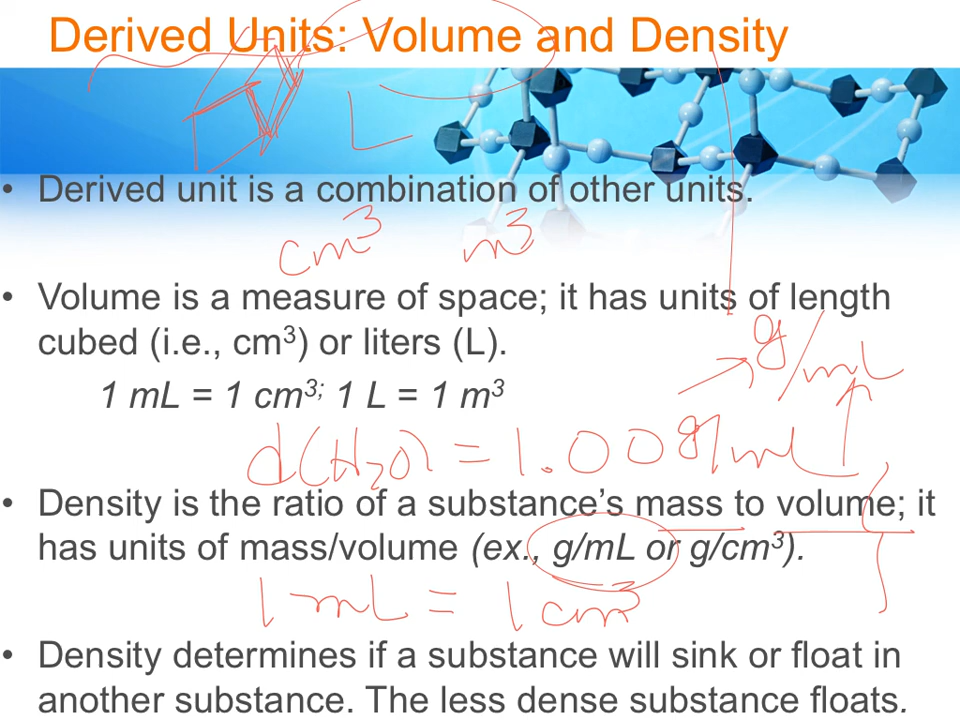 Derived Units: Volume and Density
L
• Derived unit is a combination of other units.
cm³ m³
• Volume is a measure of space; it has units of length
cubed (i.e., cm³) or liters (L).
g/mL
1 mL = 1 cm³; 1 L = 1 m³
d(H₂O) = 1.00g/mL
• Density is the ratio of a substance’s mass to volume; it
has units of mass/volume (ex., g/mL or g/cm³).
1 mL = 1 cm³
• Density determines if a substance will sink or float in
another substance. The less dense substance floats.